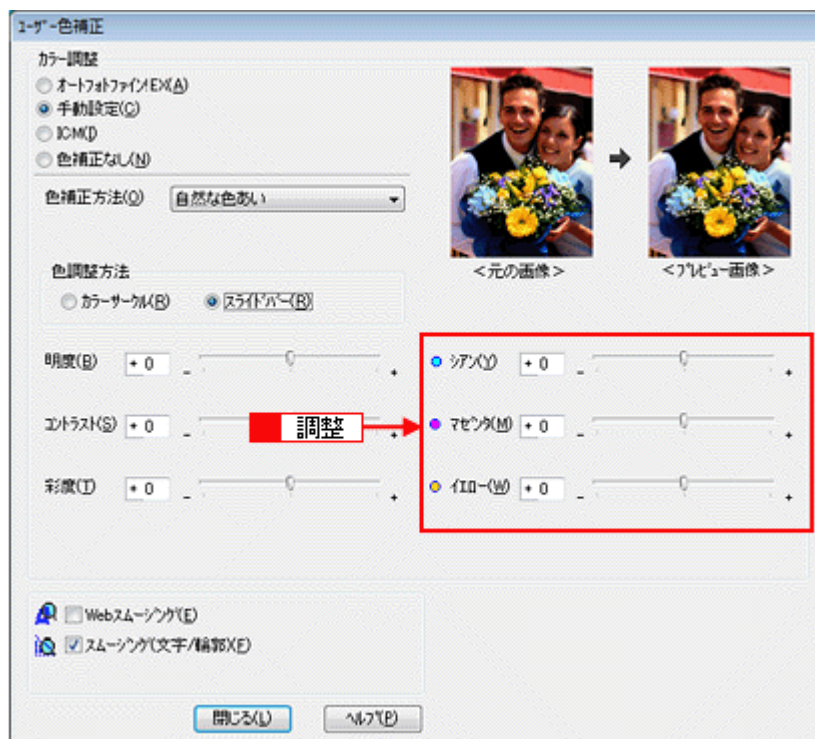 ﾕｰｻﾞｰ色補正
ｶﾗｰ調整
ｵｰﾄﾌｫﾄﾌｧｲﾝ!EX(A)
手動設定(C)
ICM(I)
色補正なし(N)
色補正方法(O) 自然な色あい
<元の画像> <ﾌﾟﾚﾋﾞｭｰ画像>
色調整方法
ｶﾗｰｻｰｸﾙ(R) ｽﾗｲﾄﾞﾊﾞｰ(R)
明度(B) + 0 - + ｼｱﾝ(Y) + 0 - +
ｺﾝﾄﾗｽﾄ(S) + 0 - + 調整 ﾏｾﾞﾝﾀ(M) + 0 - +
彩度(T) + 0 - + ｲｴﾛｰ(W) + 0 - +
Webｽﾑｰｼﾞﾝｸﾞ(E)
ｽﾑｰｼﾞﾝｸﾞ(文字/輪郭)(F)
閉じる(L) ﾍﾙﾌﾟ(P)